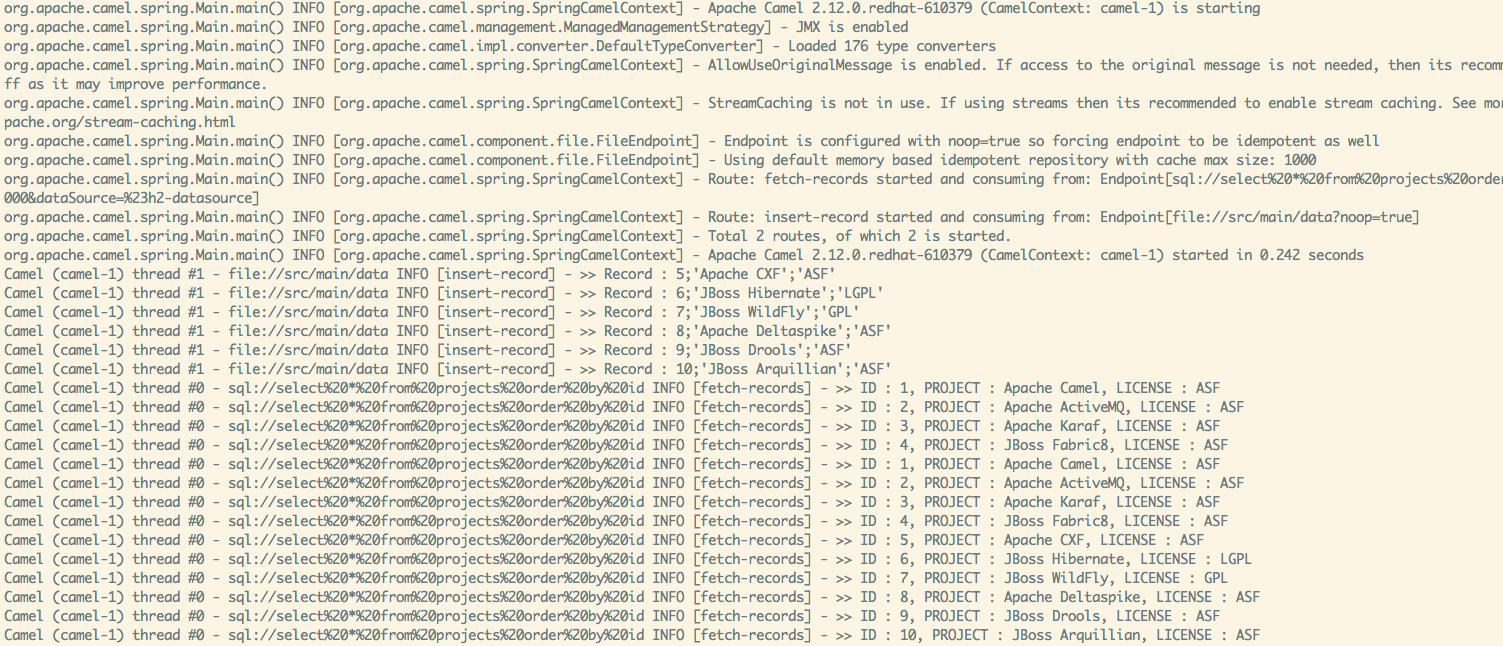 org.apache.camel.spring.Main.main() INFO [org.apache.camel.spring.SpringCamelContext] - Apache Camel 2.12.0.redhat-610379 (CamelContext: camel-1) is starting
org.apache.camel.spring.Main.main() INFO [org.apache.camel.management.ManagedManagementStrategy] - JMX is enabled
org.apache.camel.spring.Main.main() INFO [org.apache.camel.impl.converter.DefaultTypeConverter] - Loaded 176 type converters
org.apache.camel.spring.Main.main() INFO [org.apache.camel.spring.SpringCamelContext] - AllowUseOriginalMessage is enabled. If access to the original message is not needed, then its recom
ff as it may improve performance.
org.apache.camel.spring.Main.main() INFO [org.apache.camel.spring.SpringCamelContext] - StreamCaching is not in use. If using streams then its recommended to enable stream caching. See mor
pache.org/stream-caching.html
org.apache.camel.spring.Main.main() INFO [org.apache.camel.component.file.FileEndpoint] - Endpoint is configured with noop=true so forcing endpoint to be idempotent as well
org.apache.camel.spring.Main.main() INFO [org.apache.camel.component.file.FileEndpoint] - Using default memory based idempotent repository with cache max size: 1000
org.apache.camel.spring.Main.main() INFO [org.apache.camel.spring.SpringCamelContext] - Route: fetch-records started and consuming from: Endpoint[sql://select%20*%20from%20projects%20order
000&dataSource=%23h2-datasource]
org.apache.camel.spring.Main.main() INFO [org.apache.camel.spring.SpringCamelContext] - Route: insert-record started and consuming from: Endpoint[file://src/main/data?noop=true]
org.apache.camel.spring.Main.main() INFO [org.apache.camel.spring.SpringCamelContext] - Total 2 routes, of which 2 is started.
org.apache.camel.spring.Main.main() INFO [org.apache.camel.spring.SpringCamelContext] - Apache Camel 2.12.0.redhat-610379 (CamelContext: camel-1) started in 0.242 seconds
Camel (camel-1) thread #1 - file://src/main/data INFO [insert-record] - >> Record : 5;'Apache CXF';'ASF'
Camel (camel-1) thread #1 - file://src/main/data INFO [insert-record] - >> Record : 6;'JBoss Hibernate';'LGPL'
Camel (camel-1) thread #1 - file://src/main/data INFO [insert-record] - >> Record : 7;'JBoss WildFly';'GPL'
Camel (camel-1) thread #1 - file://src/main/data INFO [insert-record] - >> Record : 8;'Apache Deltaspike';'ASF'
Camel (camel-1) thread #1 - file://src/main/data INFO [insert-record] - >> Record : 9;'JBoss Drools';'ASF'
Camel (camel-1) thread #1 - file://src/main/data INFO [insert-record] - >> Record : 10;'JBoss Arquillian';'ASF'
Camel (camel-1) thread #0 - sql://select%20*%20from%20projects%20order%20by%20id INFO [fetch-records] - >> ID : 1, PROJECT : Apache Camel, LICENSE : ASF
Camel (camel-1) thread #0 - sql://select%20*%20from%20projects%20order%20by%20id INFO [fetch-records] - >> ID : 2, PROJECT : Apache ActiveMQ, LICENSE : ASF
Camel (camel-1) thread #0 - sql://select%20*%20from%20projects%20order%20by%20id INFO [fetch-records] - >> ID : 3, PROJECT : Apache Karaf, LICENSE : ASF
Camel (camel-1) thread #0 - sql://select%20*%20from%20projects%20order%20by%20id INFO [fetch-records] - >> ID : 4, PROJECT : JBoss Fabric8, LICENSE : ASF
Camel (camel-1) thread #0 - sql://select%20*%20from%20projects%20order%20by%20id INFO [fetch-records] - >> ID : 1, PROJECT : Apache Camel, LICENSE : ASF
Camel (camel-1) thread #0 - sql://select%20*%20from%20projects%20order%20by%20id INFO [fetch-records] - >> ID : 2, PROJECT : Apache ActiveMQ, LICENSE : ASF
Camel (camel-1) thread #0 - sql://select%20*%20from%20projects%20order%20by%20id INFO [fetch-records] - >> ID : 3, PROJECT : Apache Karaf, LICENSE : ASF
Camel (camel-1) thread #0 - sql://select%20*%20from%20projects%20order%20by%20id INFO [fetch-records] - >> ID : 4, PROJECT : JBoss Fabric8, LICENSE : ASF
Camel (camel-1) thread #0 - sql://select%20*%20from%20projects%20order%20by%20id INFO [fetch-records] - >> ID : 5, PROJECT : Apache CXF, LICENSE : ASF
Camel (camel-1) thread #0 - sql://select%20*%20from%20projects%20order%20by%20id INFO [fetch-records] - >> ID : 6, PROJECT : JBoss Hibernate, LICENSE : LGPL
Camel (camel-1) thread #0 - sql://select%20*%20from%20projects%20order%20by%20id INFO [fetch-records] - >> ID : 7, PROJECT : JBoss WildFly, LICENSE : GPL
Camel (camel-1) thread #0 - sql://select%20*%20from%20projects%20order%20by%20id INFO [fetch-records] - >> ID : 8, PROJECT : Apache Deltaspike, LICENSE : ASF
Camel (camel-1) thread #0 - sql://select%20*%20from%20projects%20order%20by%20id INFO [fetch-records] - >> ID : 9, PROJECT : JBoss Drools, LICENSE : ASF
Camel (camel-1) thread #0 - sql://select%20*%20from%20projects%20order%20by%20id INFO [fetch-records] - >> ID : 10, PROJECT : JBoss Arquillian, LICENSE : ASF